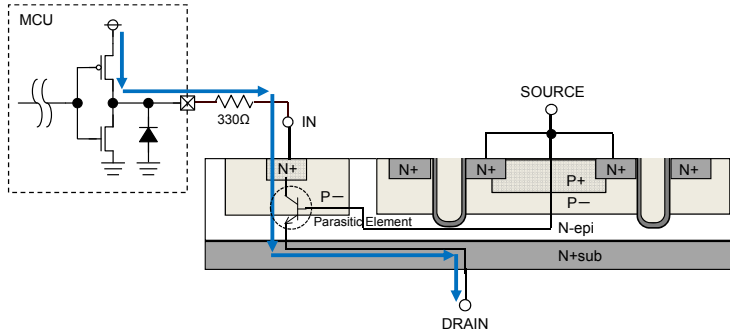 MCU
330Ω
IN
SOURCE
N+
P−
Parasitic Element
N+
N+
P+
P−
N+
N+
N-epi
N+sub
DRAIN